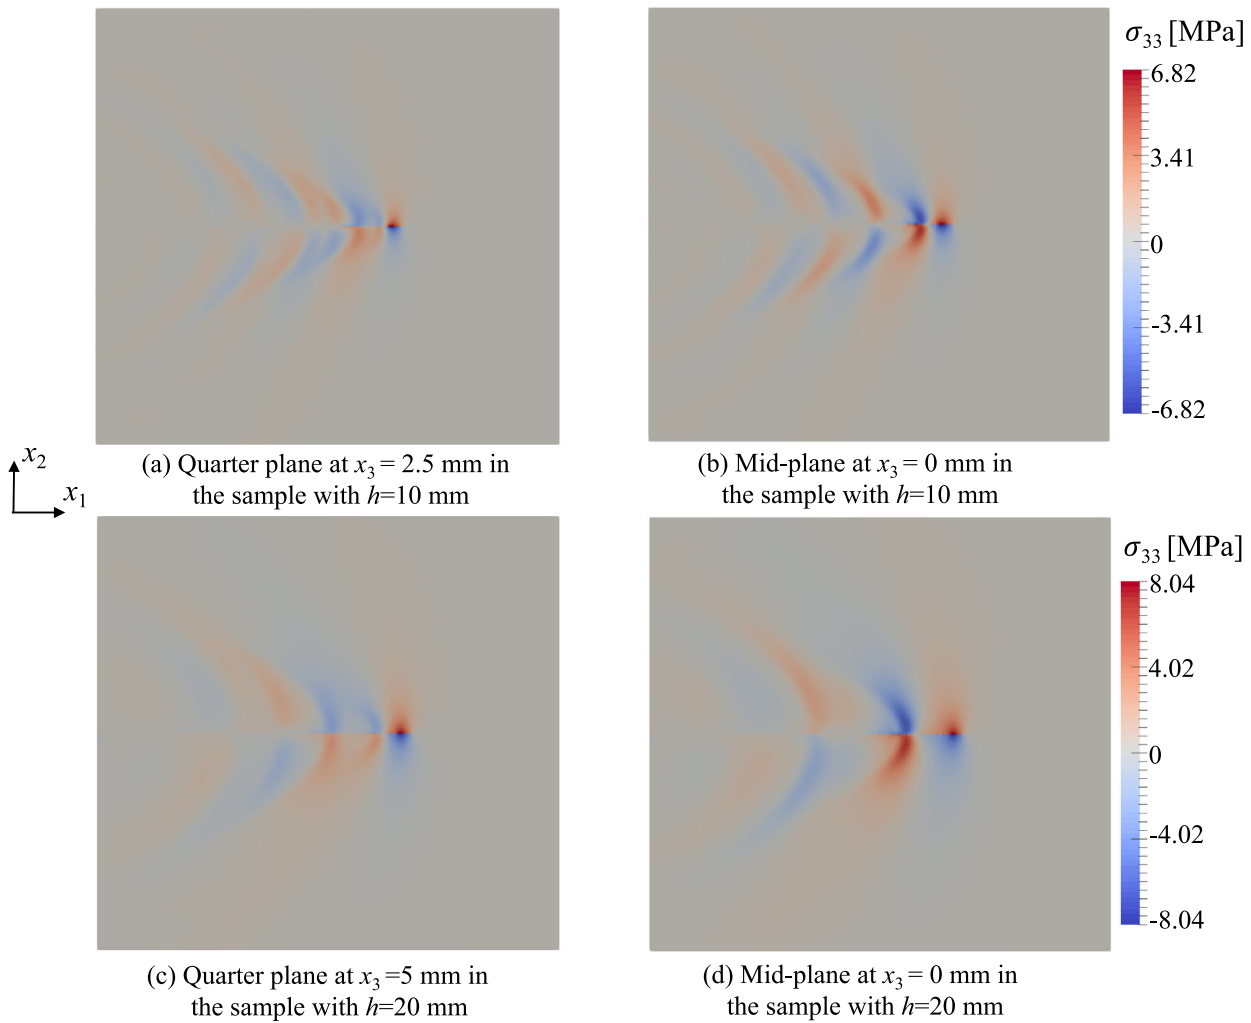 σ33 [MPa]
6.82
3.41
0
-3.41
-6.82
(a) Quarter plane at x3 = 2.5 mm in
the sample with h=10 mm
(b) Mid-plane at x3 = 0 mm in
the sample with h=10 mm
x2
x1
σ33 [MPa]
8.04
4.02
0
-4.02
-8.04
(c) Quarter plane at x3 =5 mm in
the sample with h=20 mm
(d) Mid-plane at x3 = 0 mm in
the sample with h=20 mm